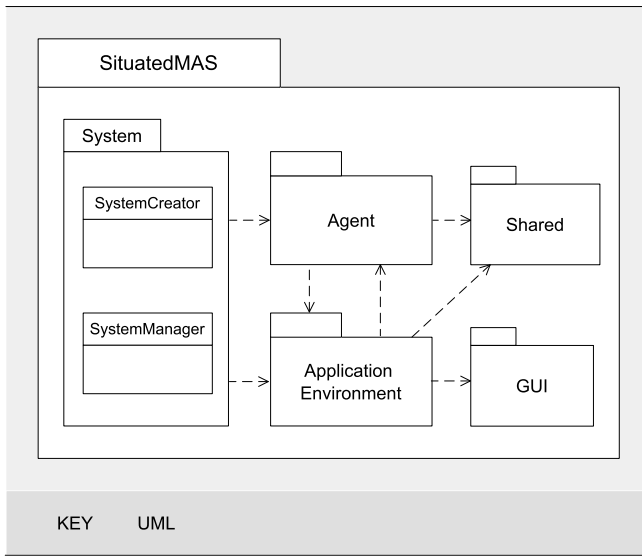 SituatedMAS
System
SystemCreator
Agent
Shared
SystemManager
Application
Environment
GUI
KEY UML